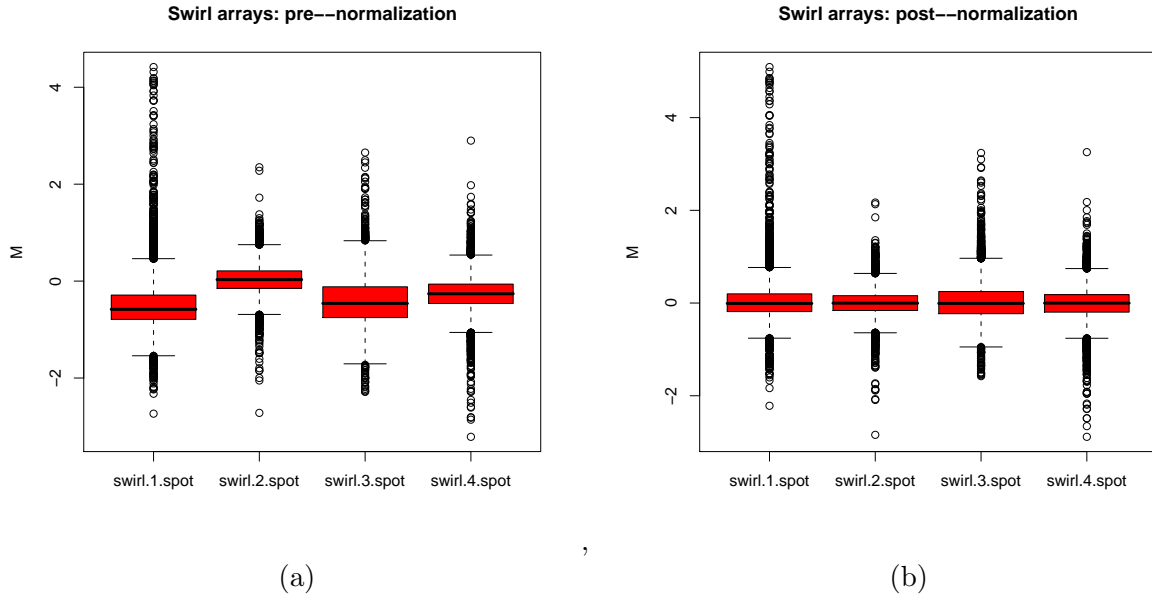 Swirl arrays: pre−−normalization
M
4
2
0
−2
swirl.1.spot swirl.2.spot swirl.3.spot swirl.4.spot
(a)
,
Swirl arrays: post−−normalization
M
4
2
0
−2
swirl.1.spot swirl.2.spot swirl.3.spot swirl.4.spot
(b)